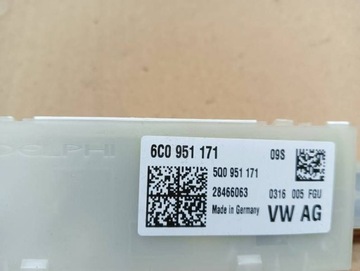 DELPHI
6C0 951 171 09S
5Q0 951 171
28466063 0316 005 FGU
Made in Germany VW AG